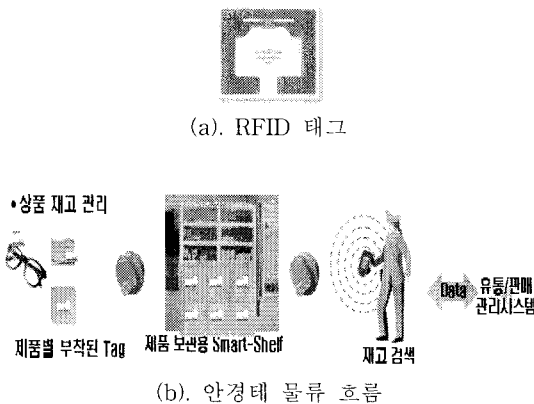 (a). RFID 태그
•상품 재고 관리
제품별 부착된 Tag
제품 보관용 Smart-Shelf
재고 검색
Data
유통/판매
관리시스템
(b). 안경테 물류 흐름